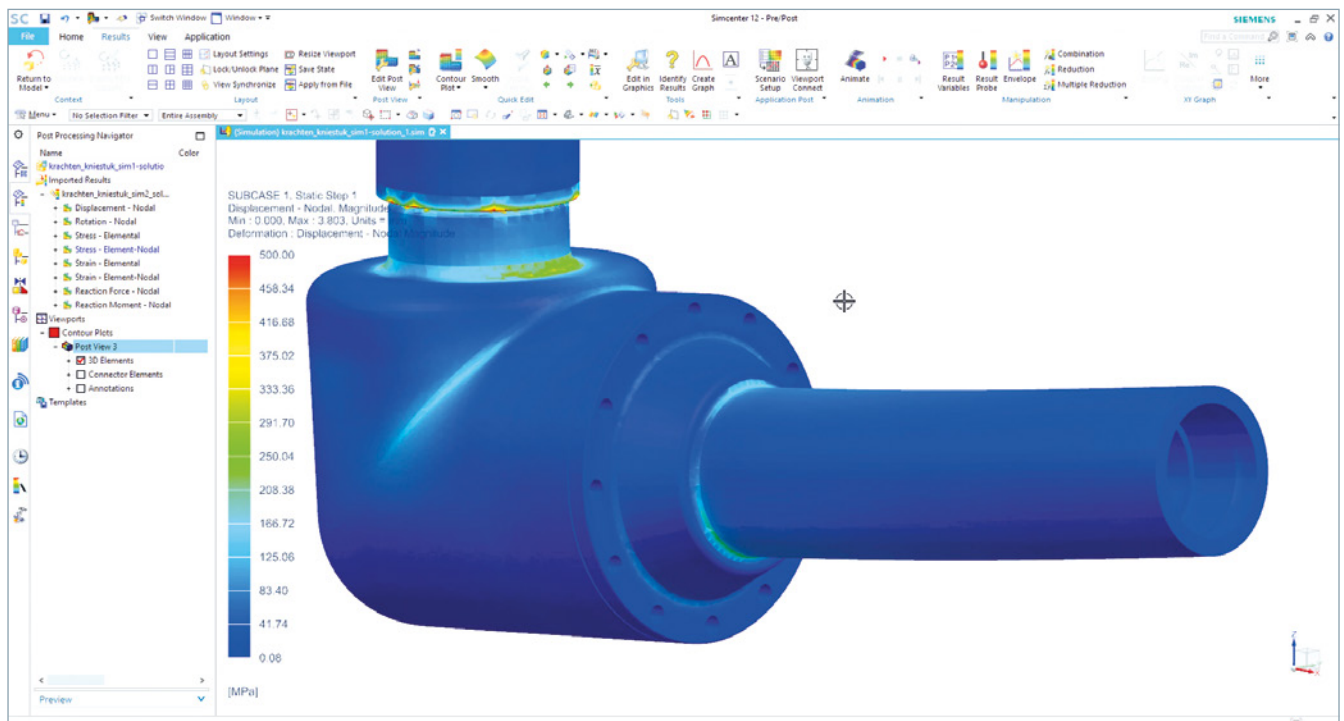 SC Switch Window Window Simcenter 12 - Pre/Post SIEMENS
File Home Results View Application Find a Command
Layout Settings Resize Viewport
Lock/Unlock Plane Save State
View Synchronize Apply from File
Return to Model
Edit Post View
Contour Plot Smooth
Edit in Graphics Identify Results Create Graph
Scenario Setup Viewport Connect
Animate
Result Variables Result Probe Envelope
Combination
Reduction
Multiple Reduction
More
Context Layout Post View Quick Edit Tools Application Post Animation Manipulation XY Graph
Menu No Selection Filter Entire Assembly
Post Processing Navigator
(Simulation) krachten_kniestuk_sim1-solution_1.sim
Name Color
krachten_kniestuk_sim1-solutio
Imported Results
krachten_kniestuk_sim2_sol...
Displacement - Nodal
Rotation - Nodal
Stress - Elemental
Stress - Element-Nodal
Strain - Elemental
Strain - Element-Nodal
Reaction Force - Nodal
Reaction Moment - Nodal
Viewports
Contour Plots
Post View 3
3D Elements
Connector Elements
Annotations
Templates
Preview
SUBCASE 1, Static Step 1
Displacement - Nodal, Magnitude
Min : 0.000, Max : 3.803, Units =
Deformation : Displacement - Nodal Magnitude
500.00
458.34
416.68
375.02
333.36
291.70
250.04
208.38
166.72
125.06
83.40
41.74
0.08
[MPa]
Z